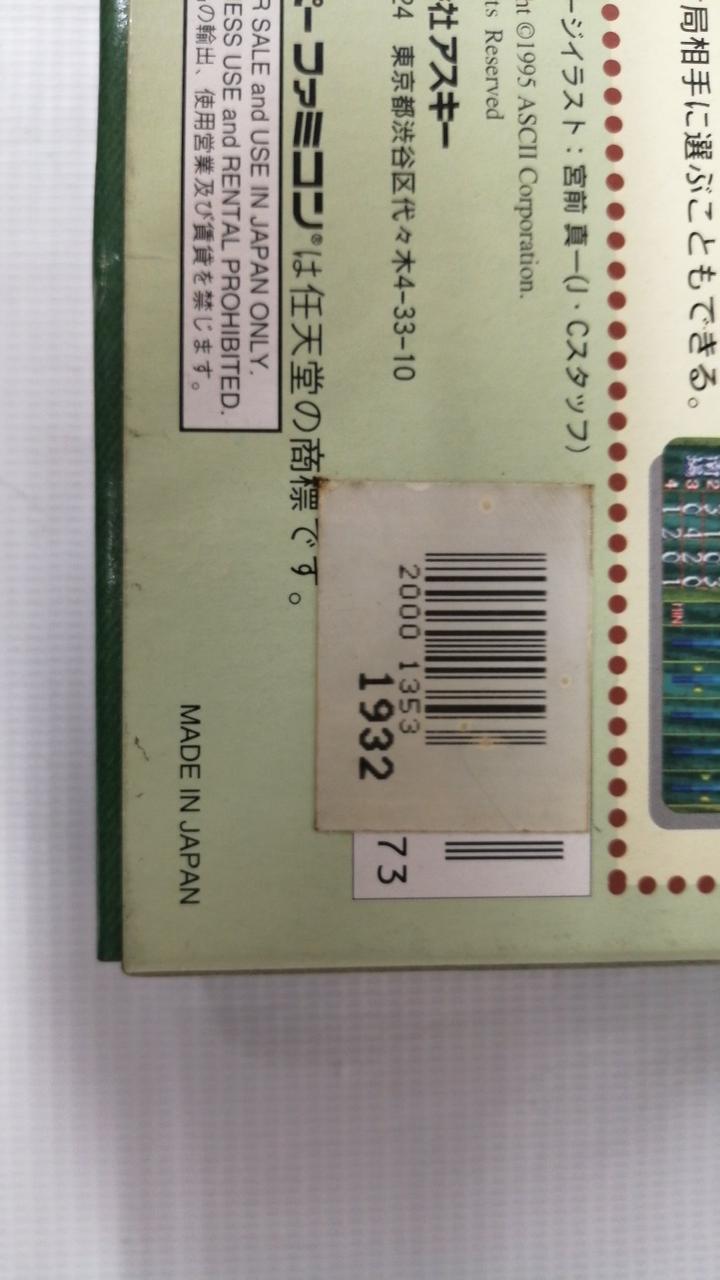 局相手に選ぶこともできる。
ージイラスト：宮前 真一(J・Cスタッフ)
©1995 ASCII Corporation.
Reserved
社アスキー
24 東京都渋谷区代々木4-33-10
ファミコン®は任天堂の商標です。
SALE and USE IN JAPAN ONLY.
USE and RENTAL PROHIBITED.
の輸出、使用営業及び賃貸を禁じます。
2000 1353
1932
73
MADE IN JAPAN